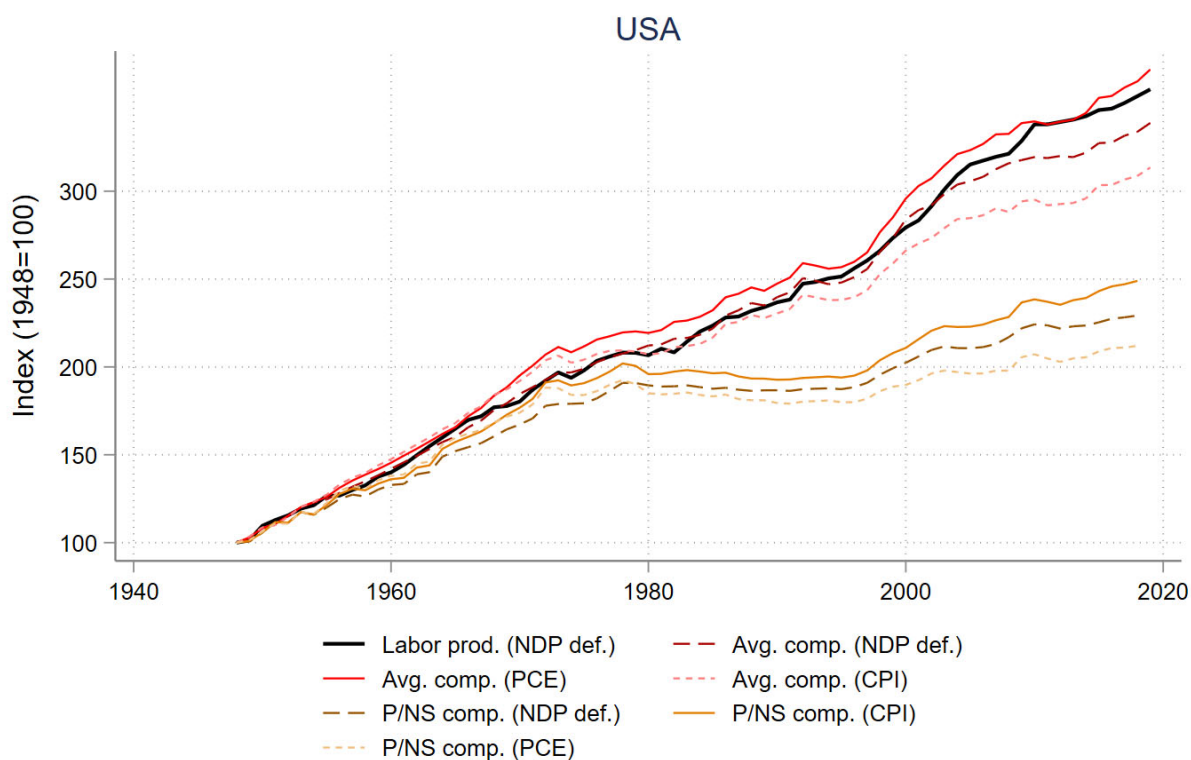 USA
Index (1948=100)
300
250
200
150
100
1940 1960 1980 2000 2020
Labor prod. (NDP def.) Avg. comp. (NDP def.)
Avg. comp. (PCE) Avg. comp. (CPI)
P/NS comp. (NDP def.) P/NS comp. (CPI)
P/NS comp. (PCE)